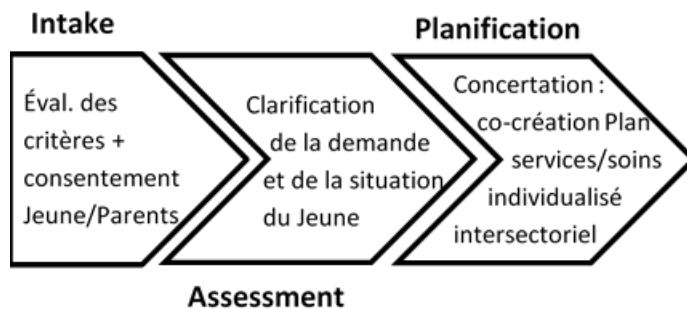 Intake
Éval. des
critères +
consentement
Jeune/Parents
Clarification
de la demande
et de la situation
du Jeune
Assessment
Planification
Concertation :
co-création Plan
services/soins
individualisé
intersectoriel